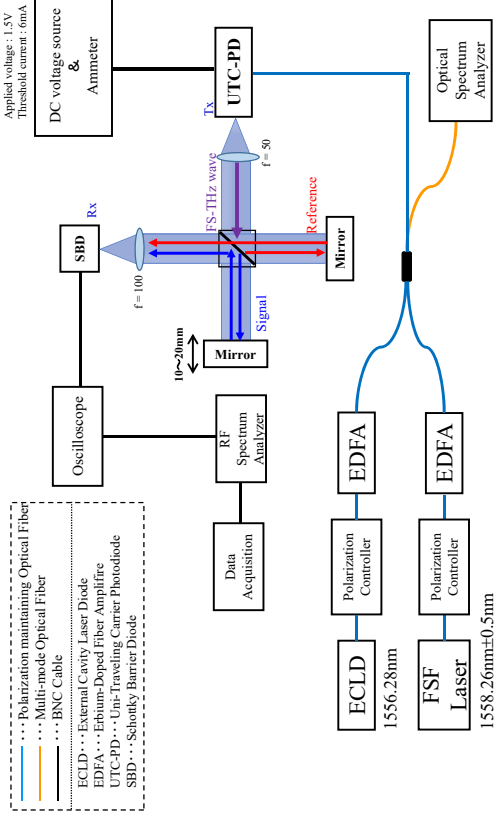 ・・・Polarization maintaining Optical Fiber
・・・Multi-mode Optical Fiber
・・・BNC Cable
ECLD・・・External Cavity Laser Diode
EDFA・・・Erbium-Doped Fiber Amplifire
UTC-PD・・・Uni-Traveling Carrier Photodiode
SBD・・・Schottky Barrier Diode
Applied voltage : 1.5V
Threshold current : 6mA
DC voltage source
&
Ammeter
Oscilloscope
SBD
Rx
f = 100
Tx
UTC-PD
f = 50
FS-THz wave
Reference
Signal
Mirror
Mirror
10～20mm
RF
Spectrum
Analyzer
Data
Acquisition
ECLD
1556.28nm
Polarization
Controller
EDFA
FSF
Laser
1558.26nm±0.5nm
Polarization
Controller
EDFA
Optical
Spectrum
Analyzer